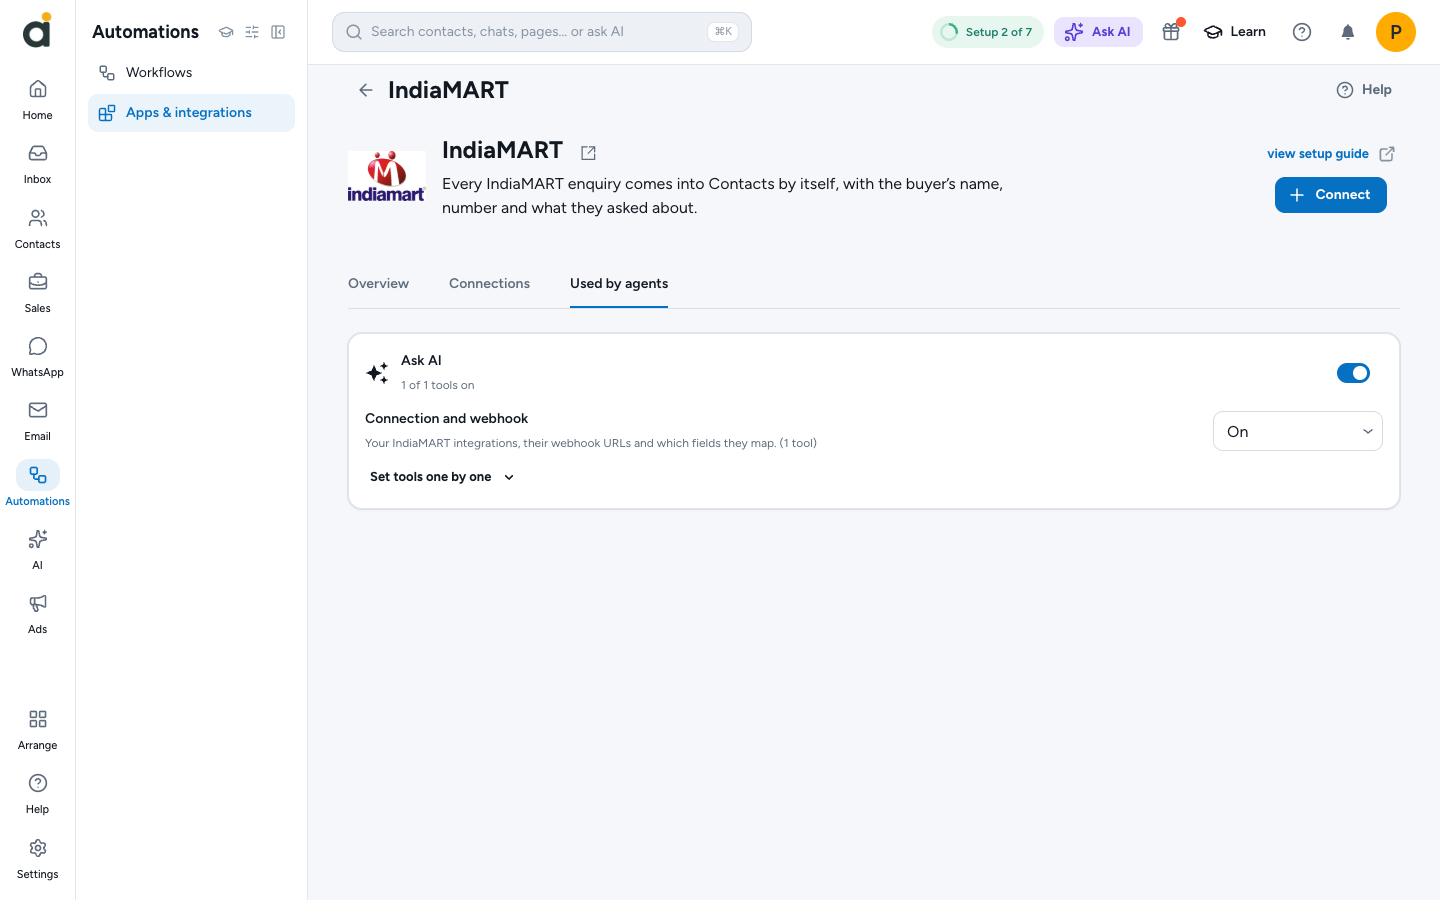 Automations
Search contacts, chats, pages... or ask AI
⌘K
Setup 2 of 7
Ask AI
Learn
P
Home
Inbox
Contacts
Sales
WhatsApp
Email
Automations
AI
Ads
Arrange
Help
Settings
Workflows
Apps & integrations
IndiaMART
Help
indiamart
IndiaMART
Every IndiaMART enquiry comes into Contacts by itself, with the buyer’s name,
number and what they asked about.
view setup guide
Connect
Overview
Connections
Used by agents
Ask AI
1 of 1 tools on
Connection and webhook
Your IndiaMART integrations, their webhook URLs and which fields they map. (1 tool)
On
Set tools one by one